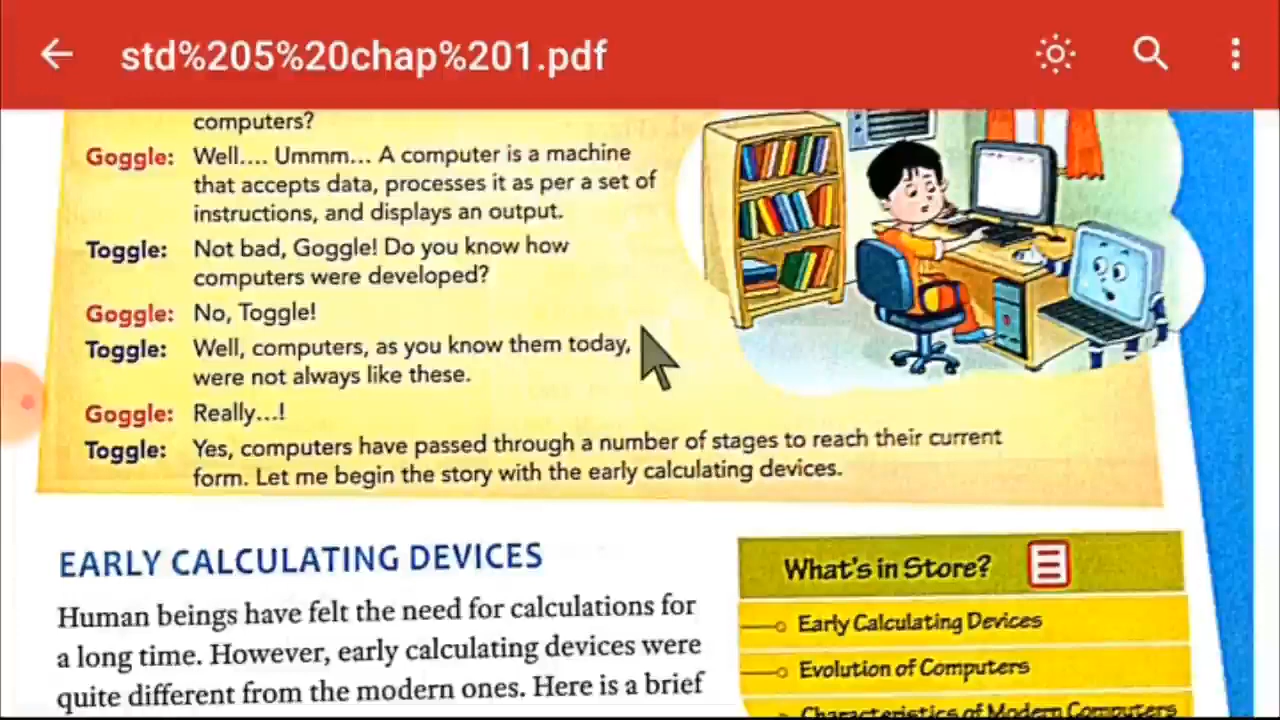 std%205%20chap%201.pdf
computers?
Goggle: Well.... Ummm... A computer is a machine
that accepts data, processes it as per a set of
instructions, and displays an output.
Toggle: Not bad, Goggle! Do you know how
computers were developed?
Goggle: No, Toggle!
Toggle: Well, computers, as you know them today,
were not always like these.
Goggle: Really...!
Toggle: Yes, computers have passed through a number of stages to reach their current
form. Let me begin the story with the early calculating devices.
EARLY CALCULATING DEVICES
Human beings have felt the need for calculations for
a long time. However, early calculating devices were
quite different from the modern ones. Here is a brief
What's in Store?
Early Calculating Devices
Evolution of Computers
Characteristics of Modern Computers